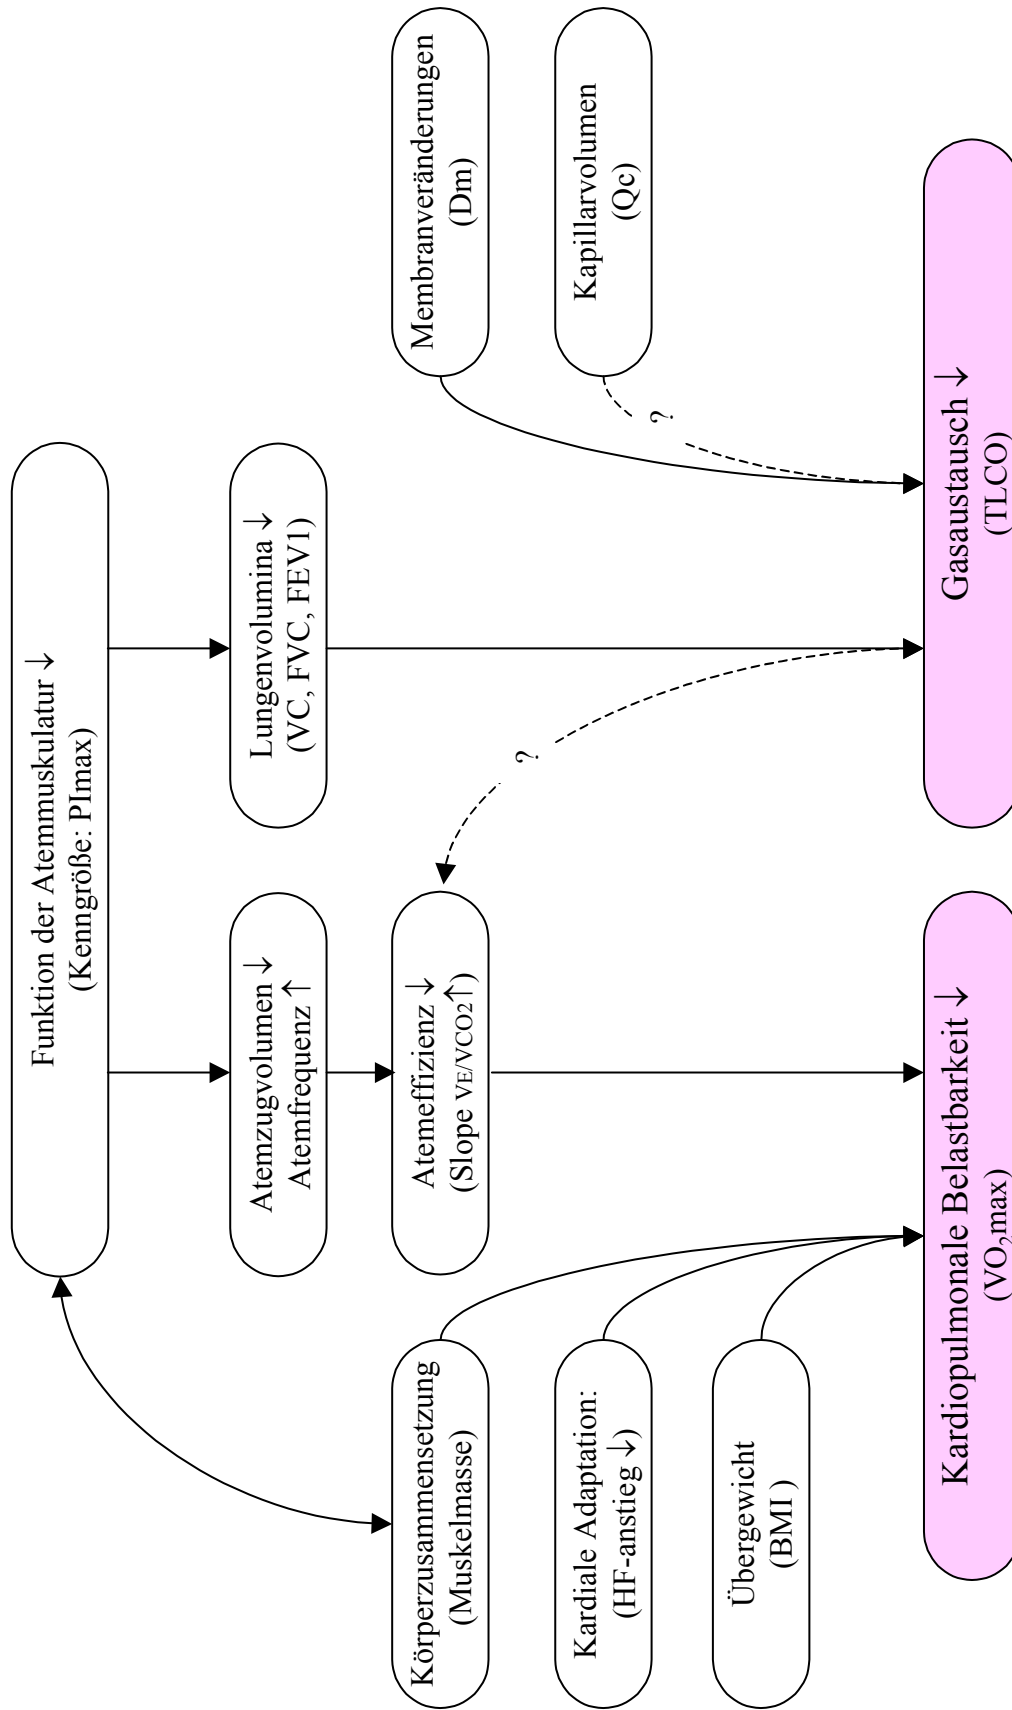 Funktion der Atemmuskulatur ↓
(Kenngröße: PImax)
Atemzugvolumen ↓
Atemfrequenz ↑
Lungenvolumina ↓
(VC, FVC, FEV1)
Körperzusammensetzung
(Muskelmasse)
Atemeffizienz ↓
(Slope VE/VCO2↑)
Membranveränderungen
(Dm)
?
Kardiale Adaptation:
(HF-anstieg ↓)
Kapillarvolumen
(Qc)
?
Übergewicht
(BMI )
Kardiopulmonale Belastbarkeit ↓
(VO2max)
Gasaustausch ↓
(TLCO)